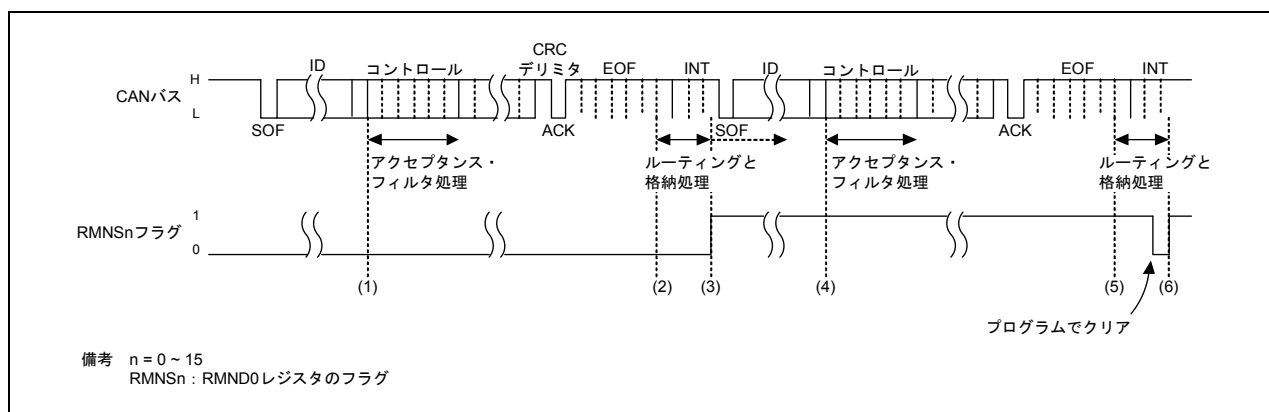 CRC
ID
コントロール
デリミタ
EOF
INT
ID
コントロール
EOF
INT
H
CANバス
L
SOF
ACK
SOF
ACK
アクセプタンス・
フィルタ処理
ルーティングと
格納処理
アクセプタンス・
フィルタ処理
ルーティングと
格納処理
1
RMNSnフラグ
0
(1)
(2)
(3)
(4)
(5)
(6)
プログラムでクリア
備考 n = 0 ~ 15
RMNSn : RMND0レジスタのフラグ